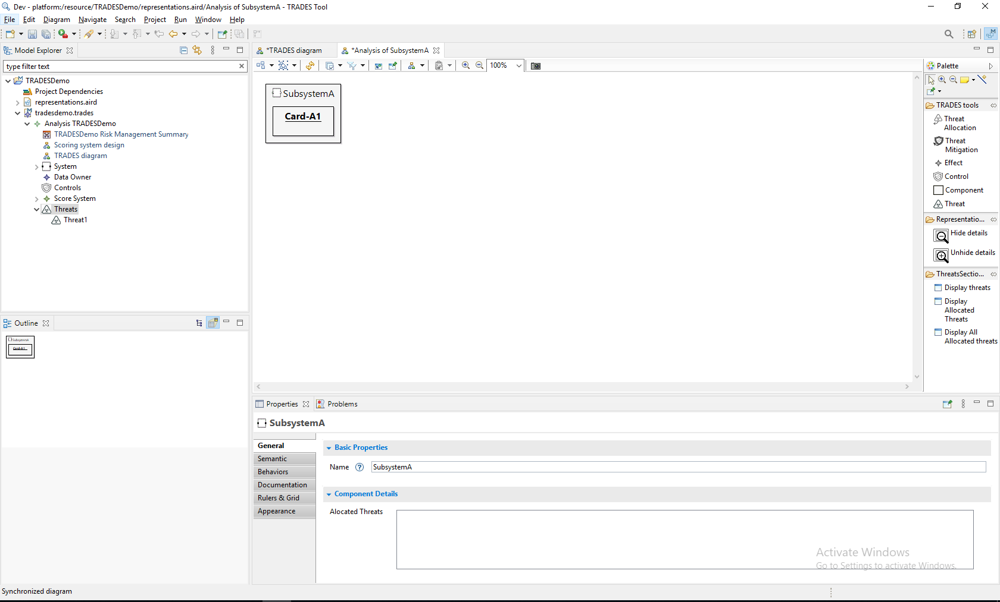 Dev - platform:/resource/TRADESDemo/representations.aird/Analysis of SubsystemA - TRADES Tool
File Edit Diagram Navigate Search Project Run Window Help
Model Explorer
type filter text
TRADESDemo
Project Dependencies
representations.aird
tradesdemo.trades
Analysis TRADESDemo
TRADESDemo Risk Management Summary
Scoring system design
TRADES diagram
System
Data Owner
Controls
Score System
Threats
Threat1
Outline
SubsystemA
Card-A1
*TRADES diagram
*Analysis of SubsystemA
100%
SubsystemA
Card-A1
Palette
TRADES tools
Threat
Allocation
Threat
Mitigation
Effect
Control
Component
Threat
Representatio...
Hide details
Unhide details
ThreatsSectio...
Display threats
Display
Allocated
Threats
Display All
Allocated threats
Properties
Problems
SubsystemA
General
Semantic
Behaviors
Documentation
Rulers & Grid
Appearance
Basic Properties
Name ? SubsystemA
Component Details
Alocated Threats
Activate Windows
Go to Settings to activate Windows.
Synchronized diagram